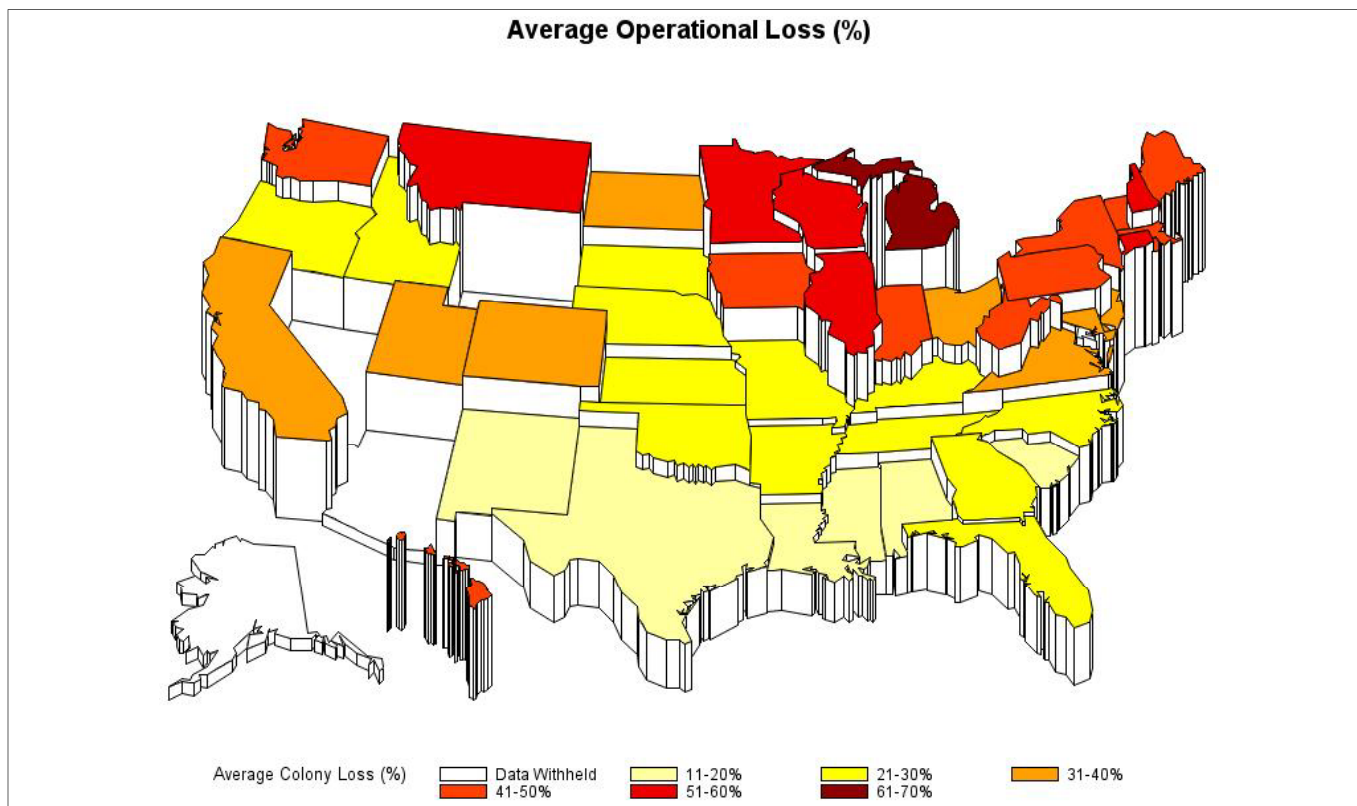 Average Operational Loss (%)
Average Colony Loss (%) Data Withheld 11-20% 21-30% 31-40%
41-50% 51-60% 61-70%